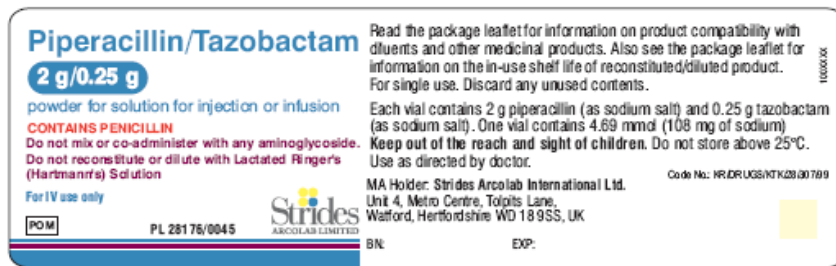 Piperacillin/Tazobactam
2 g/0.25 g
powder for solution for injection or infusion
CONTAINS PENICILLIN
Do not mix or co-administer with any aminoglycoside.
Do not reconstitute or dilute with Lactated Ringer's
(Hartmann's) Solution
For IV use only
POM
PL 28176/0045
Strides
ARCOLAB LIMITED
Read the package leaflet for information on product compatibility with
diluents and other medicinal products. Also see the package leaflet for
information on the in-use shelf life of reconstituted/diluted product.
For single use. Discard any unused contents.
Each vial contains 2 g piperacillin (as sodium salt) and 0.25 g tazobactam
(as sodium salt). One vial contains 4.69 mmol (108 mg of sodium)
Keep out of the reach and sight of children. Do not store above 25°C.
Use as directed by doctor.
Code No.: KR/DRUGS/KTK/28/307/99
MA Holder: Strides Arcolab International Ltd.
Unit 4, Metro Centre, Tolpits Lane,
Watford, Hertfordshire WD 18 9SS, UK
BN:
EXP: